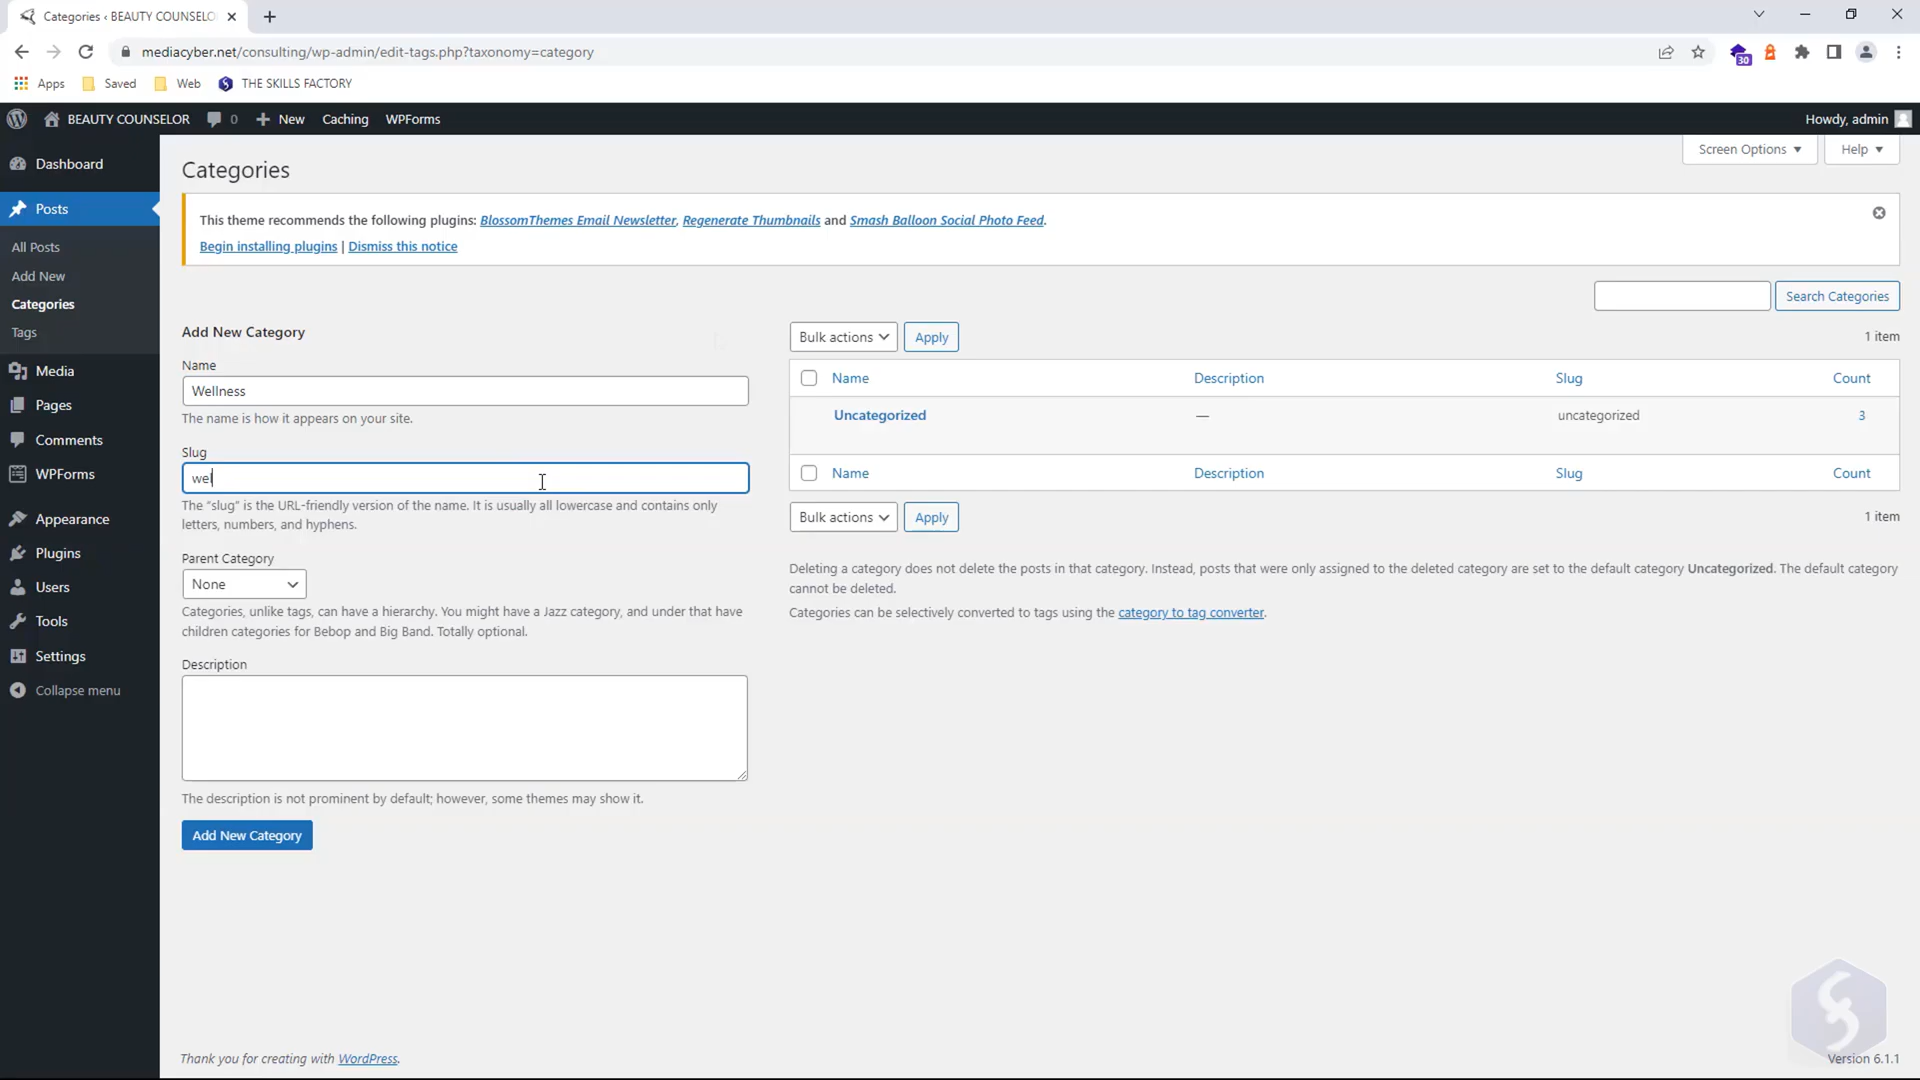 Categories ‹ BEAUTY COUNSELO
mediacyber.net/consulting/wp-admin/edit-tags.php?taxonomy=category
30
Apps
Saved
Web
THE SKILLS FACTORY
BEAUTY COUNSELOR
0
New
Caching
WPForms
Howdy, admin
Dashboard
Posts
All Posts
Add New
Categories
Tags
Media
Pages
Comments
WPForms
Appearance
Plugins
Users
Tools
Settings
Collapse menu
Screen Options
Help
Categories
This theme recommends the following plugins: BlossomThemes Email Newsletter, Regenerate Thumbnails and Smash Balloon Social Photo Feed.
Begin installing plugins | Dismiss this notice
Search Categories
Add New Category
Name
Wellness
The name is how it appears on your site.
Slug
wel
The “slug” is the URL-friendly version of the name. It is usually all lowercase and contains only
letters, numbers, and hyphens.
Parent Category
None
Categories, unlike tags, can have a hierarchy. You might have a Jazz category, and under that have
children categories for Bebop and Big Band. Totally optional.
Description
The description is not prominent by default; however, some themes may show it.
Add New Category
Bulk actions
Apply
1 item
Name Description Slug Count
Uncategorized — uncategorized 3
Name Description Slug Count
Bulk actions
Apply
1 item
Deleting a category does not delete the posts in that category. Instead, posts that were only assigned to the deleted category are set to the default category Uncategorized. The default category
cannot be deleted.
Categories can be selectively converted to tags using the category to tag converter.
Thank you for creating with WordPress.
Version 6.1.1